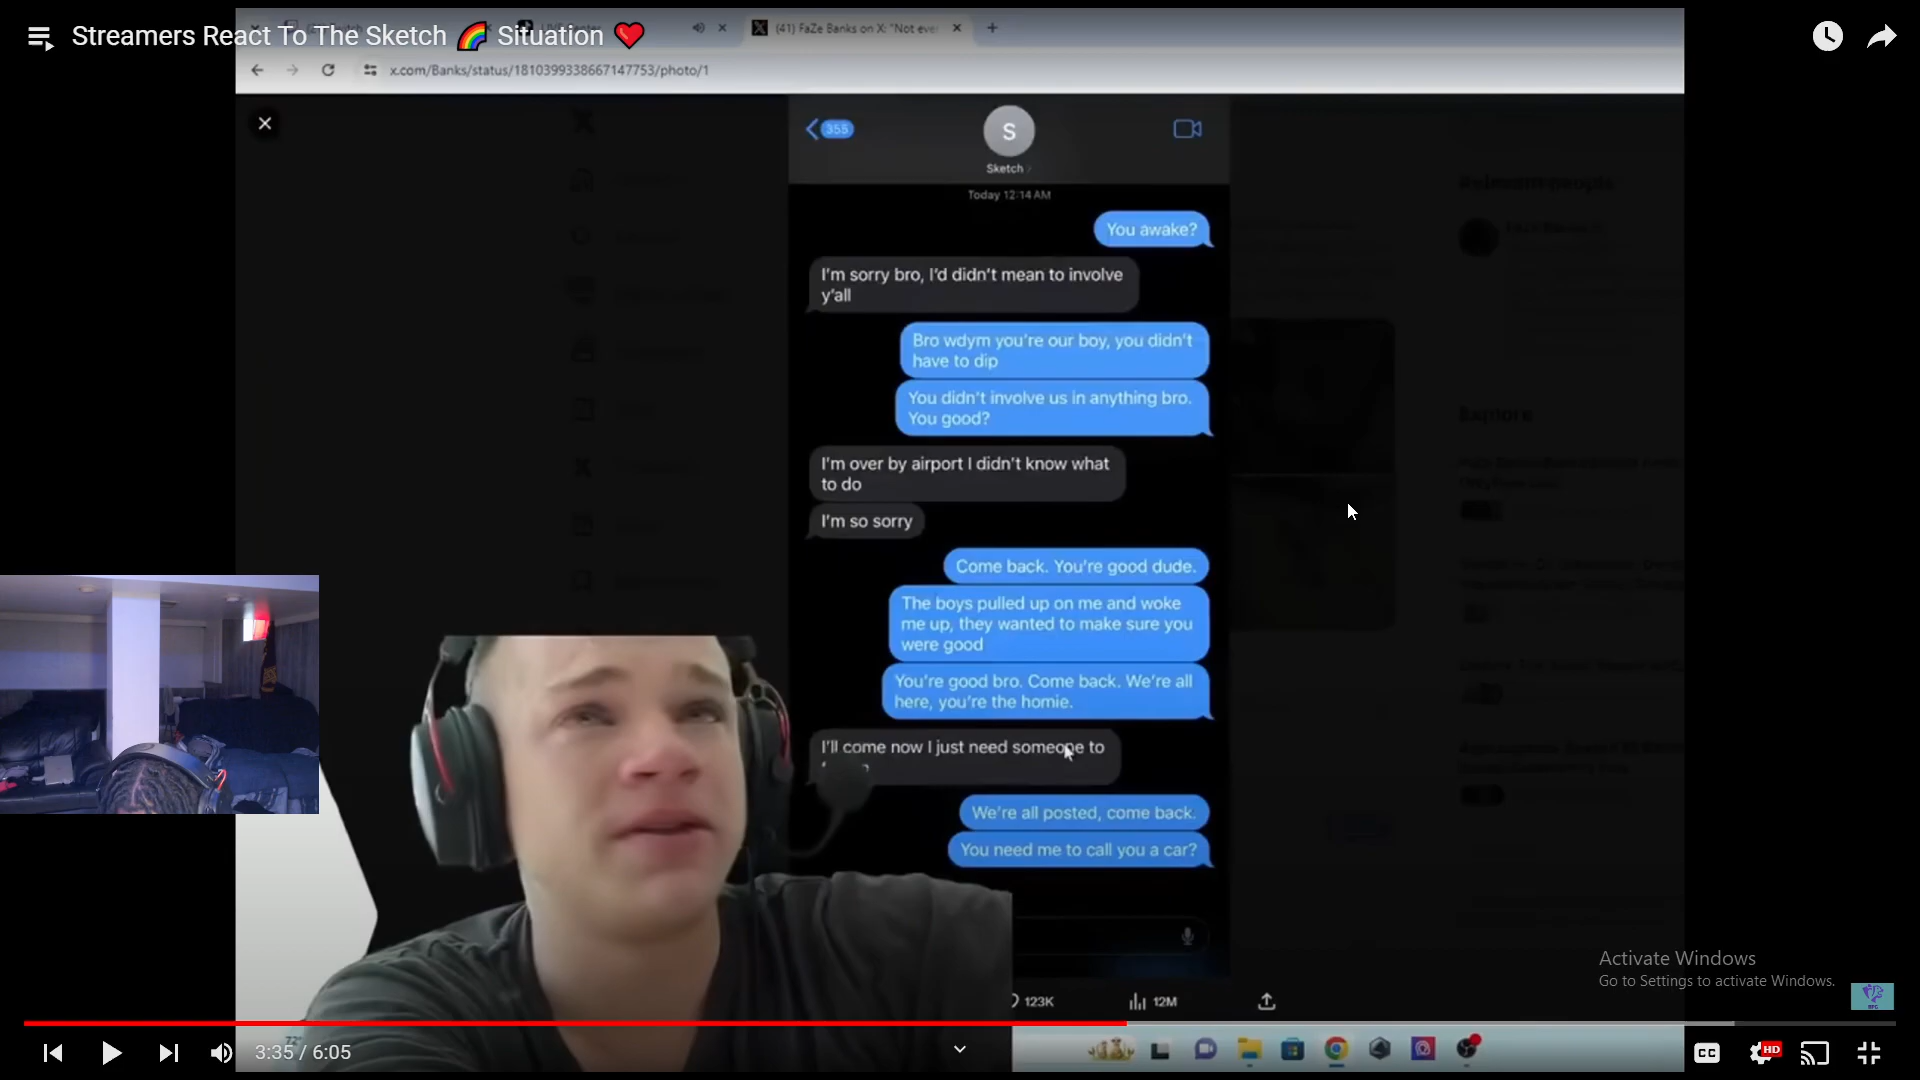 Streamers React To The Sketch 🌈 Situation ❤️
(41) FaZe Banks on X: "Not eve
x.com/Banks/status/1810399338667147753/photo/1
355
S
Sketch
Today 12:14 AM
You awake?
I'm sorry bro, I'd didn't mean to involve
y'all
Bro wdym you're our boy, you didn't
have to dip
You didn't involve us in anything bro.
You good?
I'm over by airport I didn't know what
to do
I'm so sorry
Come back. You're good dude.
The boys pulled up on me and woke
me up, they wanted to make sure you
were good
You're good bro. Come back. We're all
here, you're the homie.
I'll come now I just need someone to
We're all posted, come back.
You need me to call you a car?
Relevant people
Explore
123K
12M
Activate Windows
Go to Settings to activate Windows.
3:35 / 6:05
CC
HD